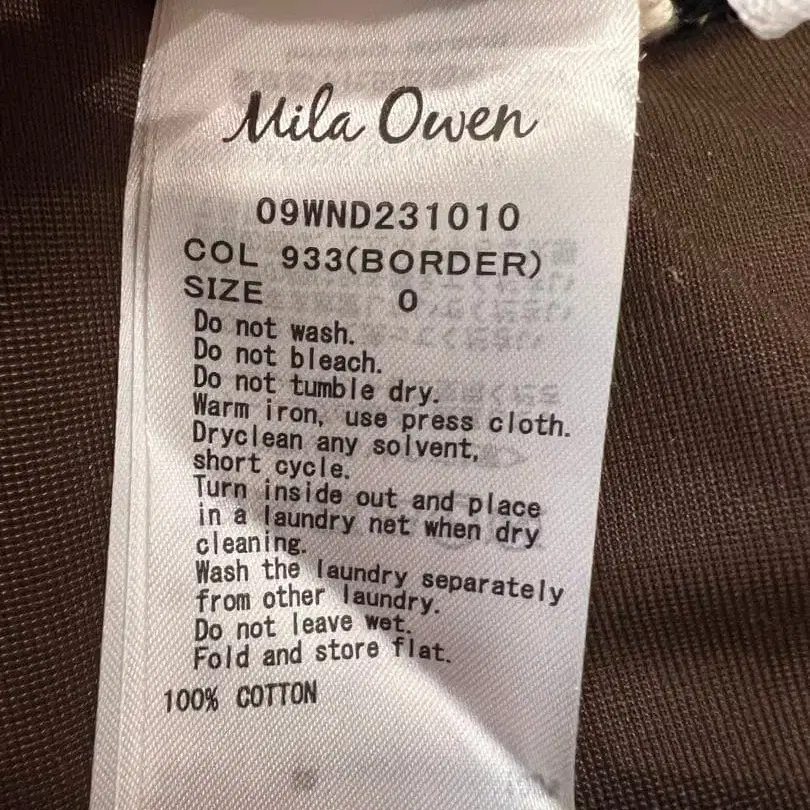 Mila Owen
09WND231010
COL 933(BORDER)
SIZE 0
Do not wash.
Do not bleach.
Do not tumble dry.
Warm iron, use press cloth.
Dryclean any solvent,
short cycle.
Turn inside out and place
in a laundry net when dry
cleaning.
Wash the laundry separately
from other laundry.
Do not leave wet.
Fold and store flat.
100% COTTON